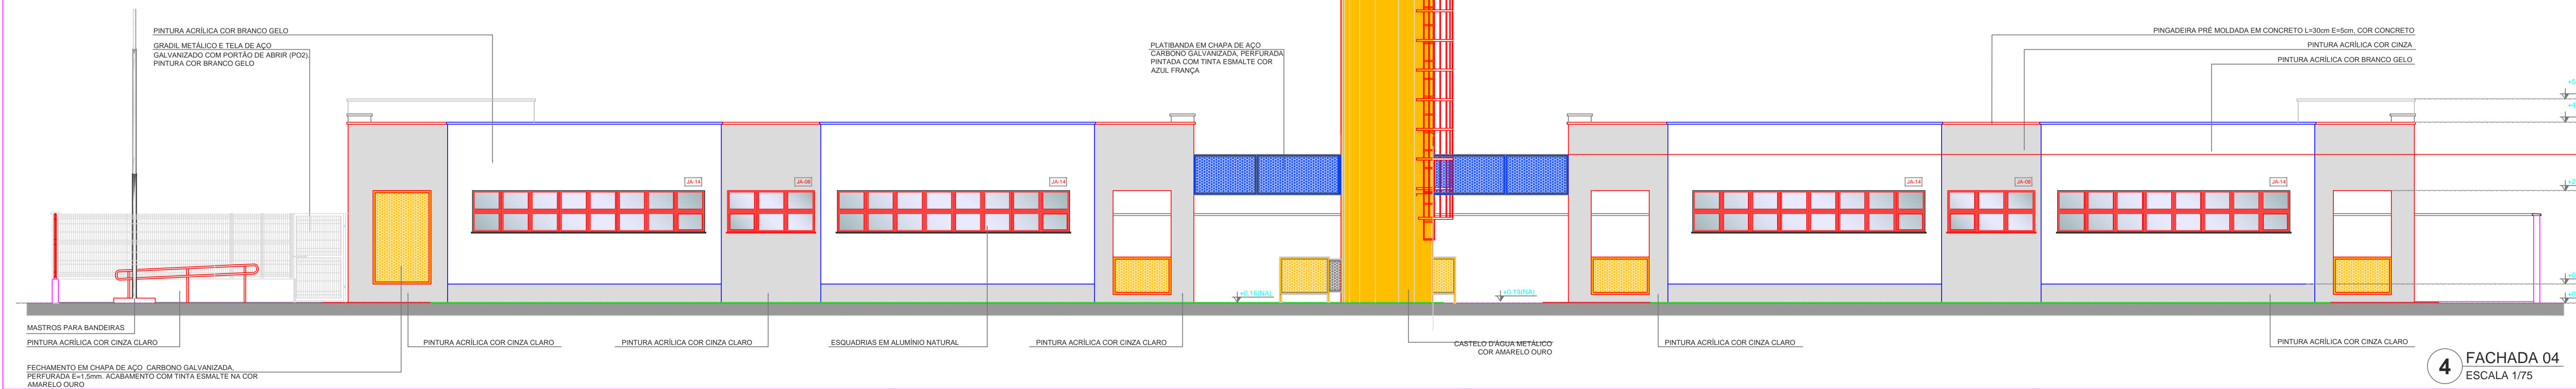 PINTURA ACRÍLICA COR BRANCO GELO
GRADIL METÁLICO E TELA DE AÇO
GALVANIZADO COM PORTÃO DE ABRIR (PO2).
PINTURA COR BRANCO GELO
PLATIBANDA EM CHAPA DE AÇO
CARBONO GALVANIZADA, PERFURADA
PINTADA COM TINTA ESMALTE COR
AZUL FRANÇA
PINGADEIRA PRÉ MOLDADA EM CONCRETO L=30cm E=5cm, COR CONCRETO
PINTURA ACRÍLICA COR CINZA
PINTURA ACRÍLICA COR BRANCO GELO
JA-14
JA-08
JA-14
JA-14
JA-08
JA-14
+0.16(NA)
+0.19(NA)
MASTROS PARA BANDEIRAS
PINTURA ACRÍLICA COR CINZA CLARO
PINTURA ACRÍLICA COR CINZA CLARO
PINTURA ACRÍLICA COR CINZA CLARO
ESQUADRIAS EM ALUMÍNIO NATURAL
PINTURA ACRÍLICA COR CINZA CLARO
CASTELO D'ÁGUA METÁLICO
COR AMARELO OURO
PINTURA ACRÍLICA COR CINZA CLARO
PINTURA ACRÍLICA COR CINZA CLARO
FECHAMENTO EM CHAPA DE AÇO CARBONO GALVANIZADA,
PERFURADA E=1,5mm. ACABAMENTO COM TINTA ESMALTE NA COR
AMARELO OURO
4
FACHADA 04
ESCALA 1/75